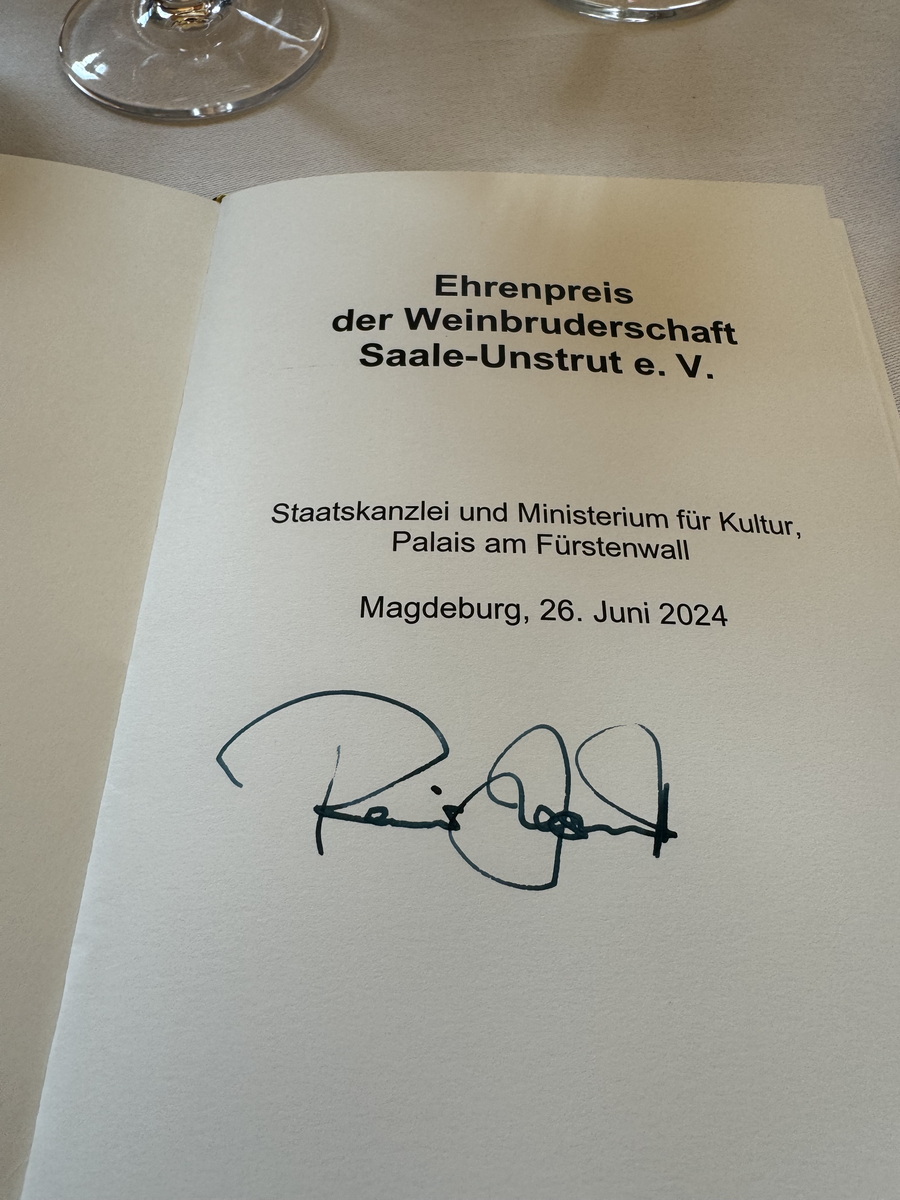 Ehrenpreis
der Weinbruderschaft
Saale-Unstrut e. V.
Staatskanzlei und Ministerium für Kultur,
Palais am Fürstenwall
Magdeburg, 26. Juni 2024